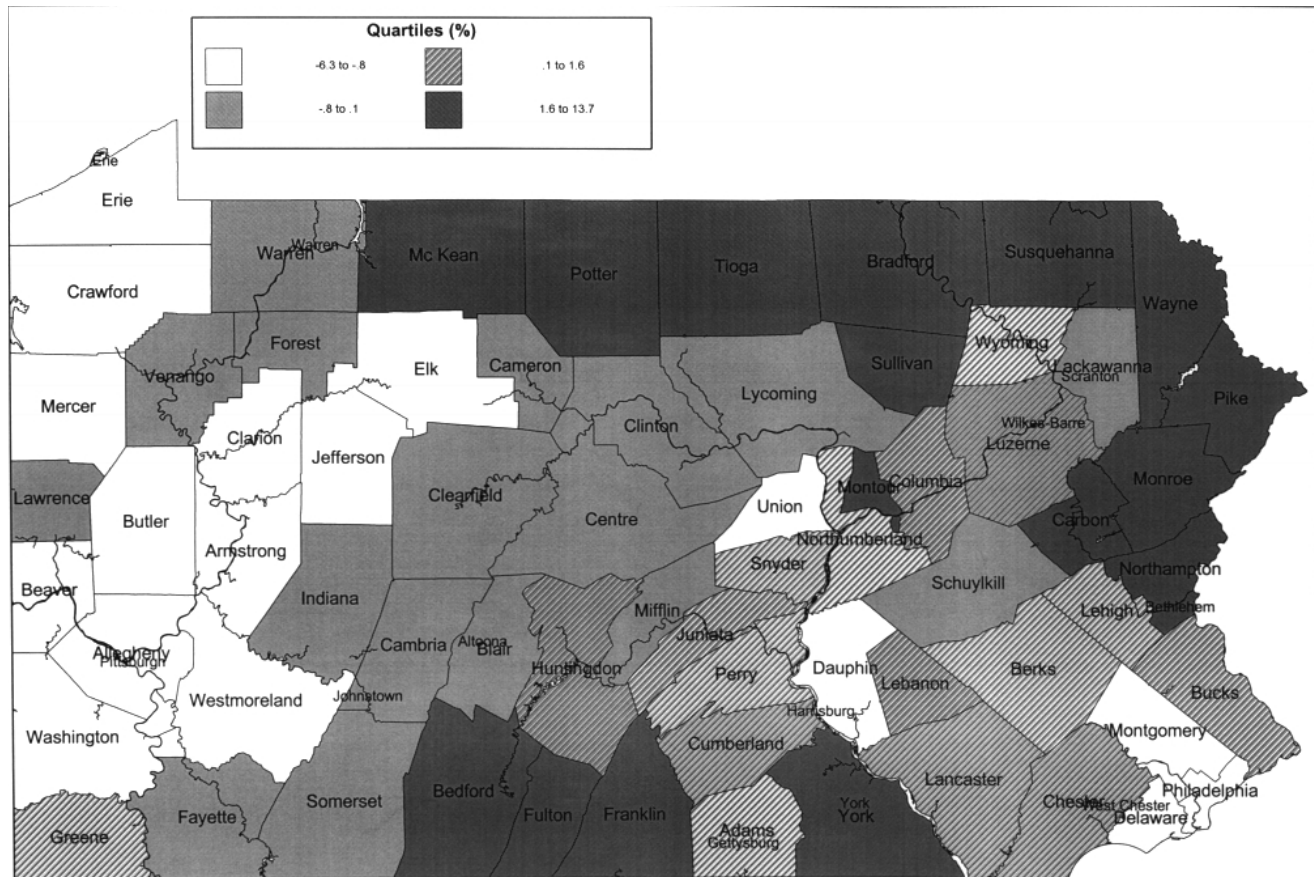 Quartiles (%)
-6.3 to -.8
.1 to 1.6
-.8 to .1
1.6 to 13.7
Erie
Erie
Warren
Warren
Mc Kean
Potter
Tioga
Bradford
Susquehanna
Crawford
Wayne
Forest
Wyoming
Venango
Elk
Cameron
Sullivan
Lackawanna
Scranton
Mercer
Lycoming
Pike
Clarion
Clinton
Wilkes-Barre
Luzerne
Jefferson
Lawrence
Clearfield
Columbia
Montour
Monroe
Butler
Centre
Union
Carbon
Armstrong
Northumberland
Snyder
Northampton
Beaver
Indiana
Schuylkill
Mifflin
Lehigh
Bethlehem
Allegheny
Pittsburgh
Cambria
Altoona
Blair
Juniata
Huntingdon
Perry
Dauphin
Berks
Lebanon
Bucks
Westmoreland
Johnstown
Harrisburg
Washington
Cumberland
Montgomery
Lancaster
Bedford
Somerset
Philadelphia
Fulton
Franklin
York
York
Chester
West Chester
Delaware
Fayette
Greene
Adams
Gettysburg